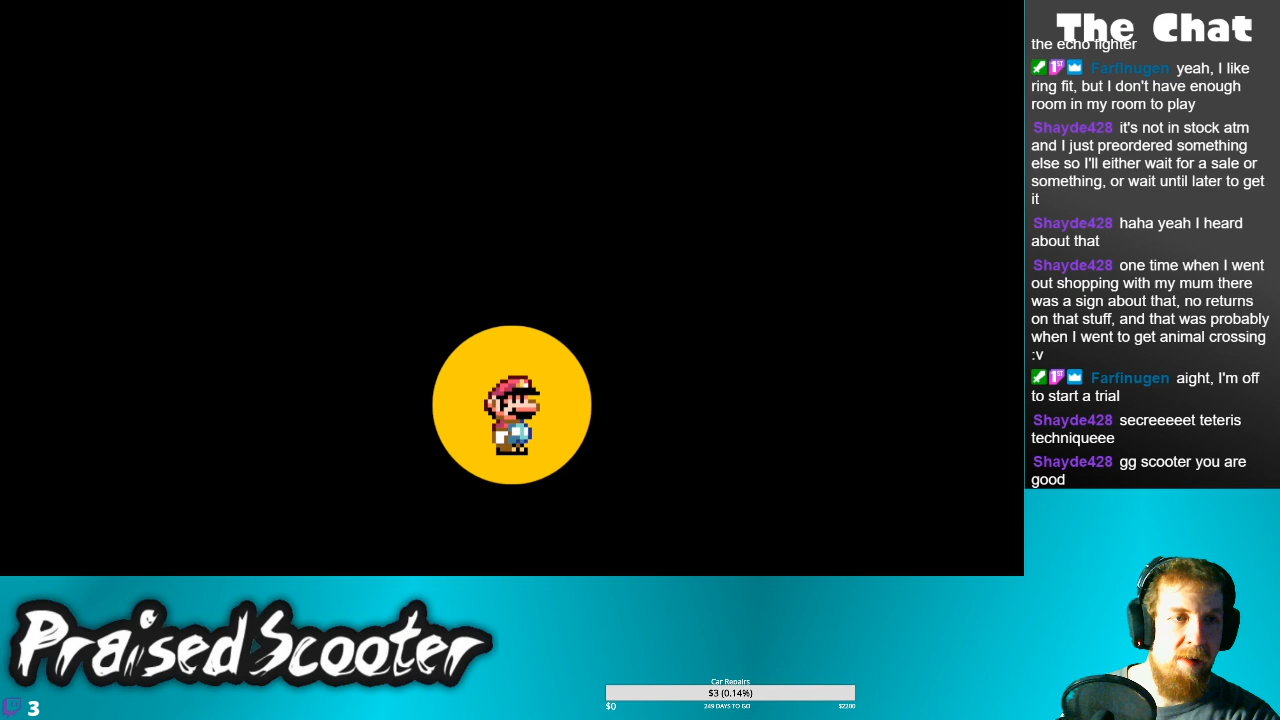 The Chat
the echo fighter
Farfinugen yeah, I like
ring fit, but I don't have enough
room in my room to play
Shayde428 it's not in stock atm
and I just preordered something
else so I'll either wait for a sale or
something, or wait until later to get
it
Shayde428 haha yeah I heard
about that
Shayde428 one time when I went
out shopping with my mum there
was a sign about that, no returns
on that stuff, and that was probably
when I went to get animal crossing
:v
Farfinugen aight, I'm off
to start a trial
Shayde428 secreeeeet teteris
techniqueee
Shayde428 gg scooter you are
good
PraisedScooter
Car Repairs
$3 (0.14%)
$0 249 DAYS TO GO $2200
3